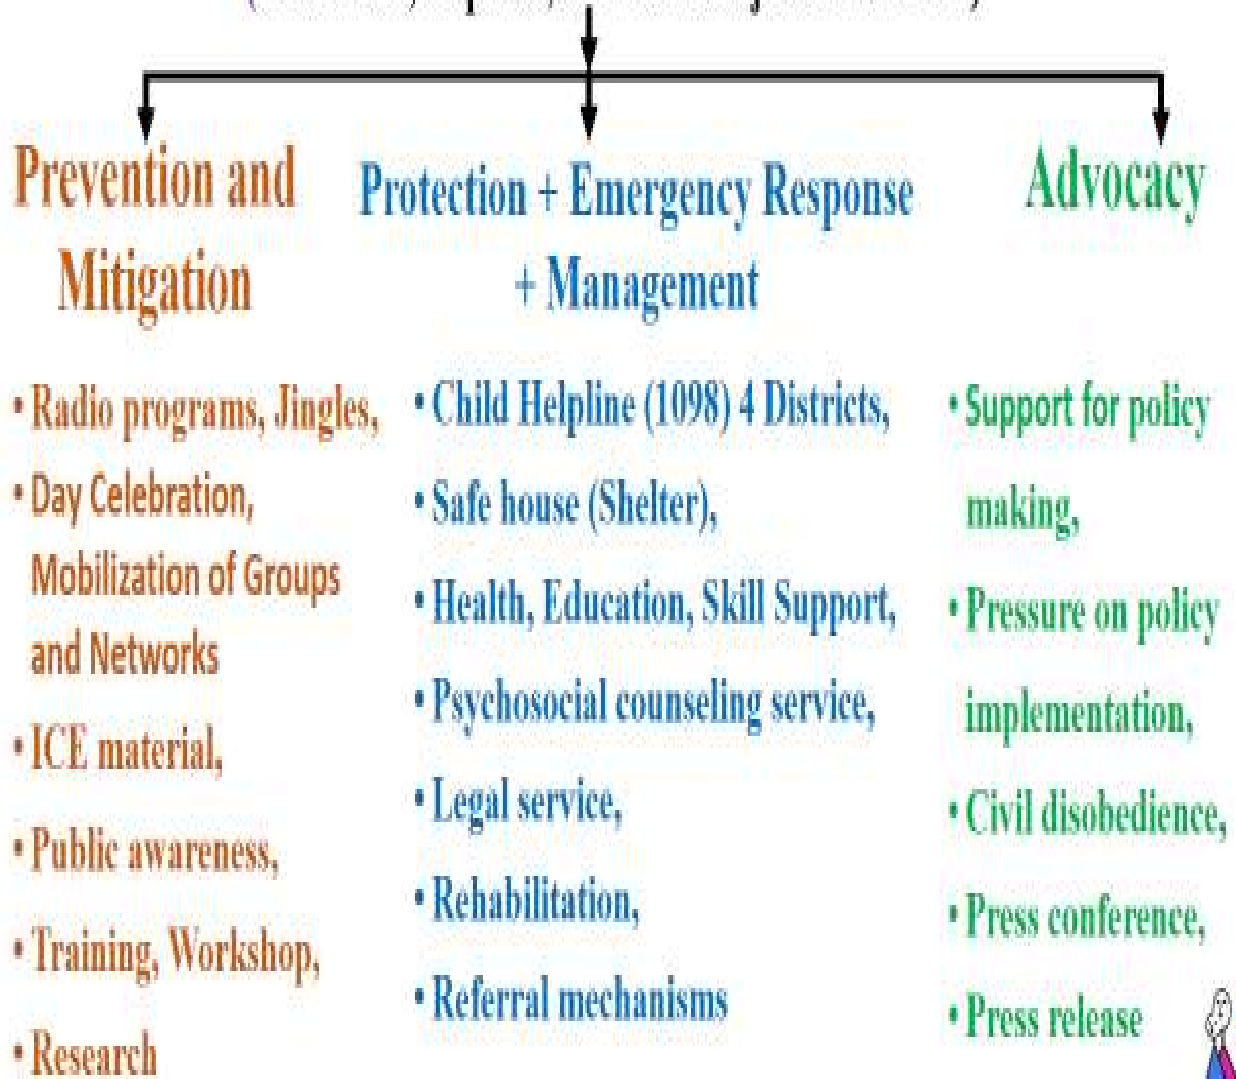 Prevention and
Mitigation
• Radio programs, Jingles,
• Day Celebration,
Mobilization of Groups
and Networks
• ICE material,
• Public awareness,
• Training, Workshop,
• Research
Protection + Emergency Response
+ Management
• Child Helpline (1098) 4 Districts,
• Safe house (Shelter),
• Health, Education, Skill Support,
• Psychosocial counseling service,
• Legal service,
• Rehabilitation,
• Referral mechanisms
Advocacy
• Support for policy
making,
• Pressure on policy
implementation,
• Civil disobedience,
• Press conference,
• Press release